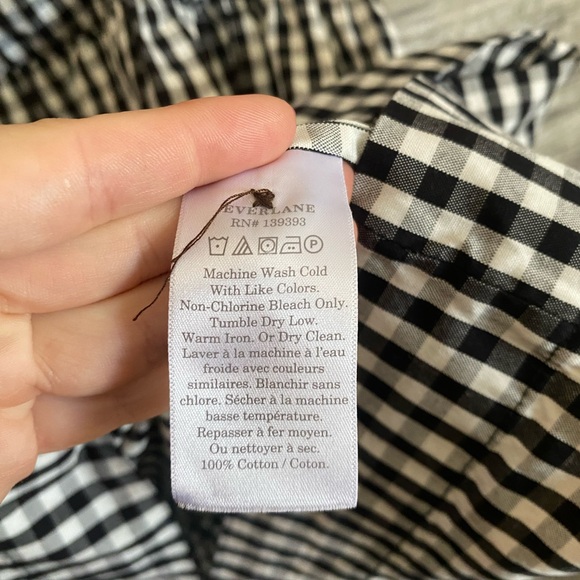 EVERLANE
RN# 139393
Machine Wash Cold
With Like Colors.
Non-Chlorine Bleach Only.
Tumble Dry Low.
Warm Iron. Or Dry Clean.
Laver à la machine à l'eau
froide avec couleurs
similaires. Blanchir sans
chlore. Sécher à la machine
basse température.
Repasser à fer moyen.
Ou nettoyer à sec.
100% Cotton / Coton.